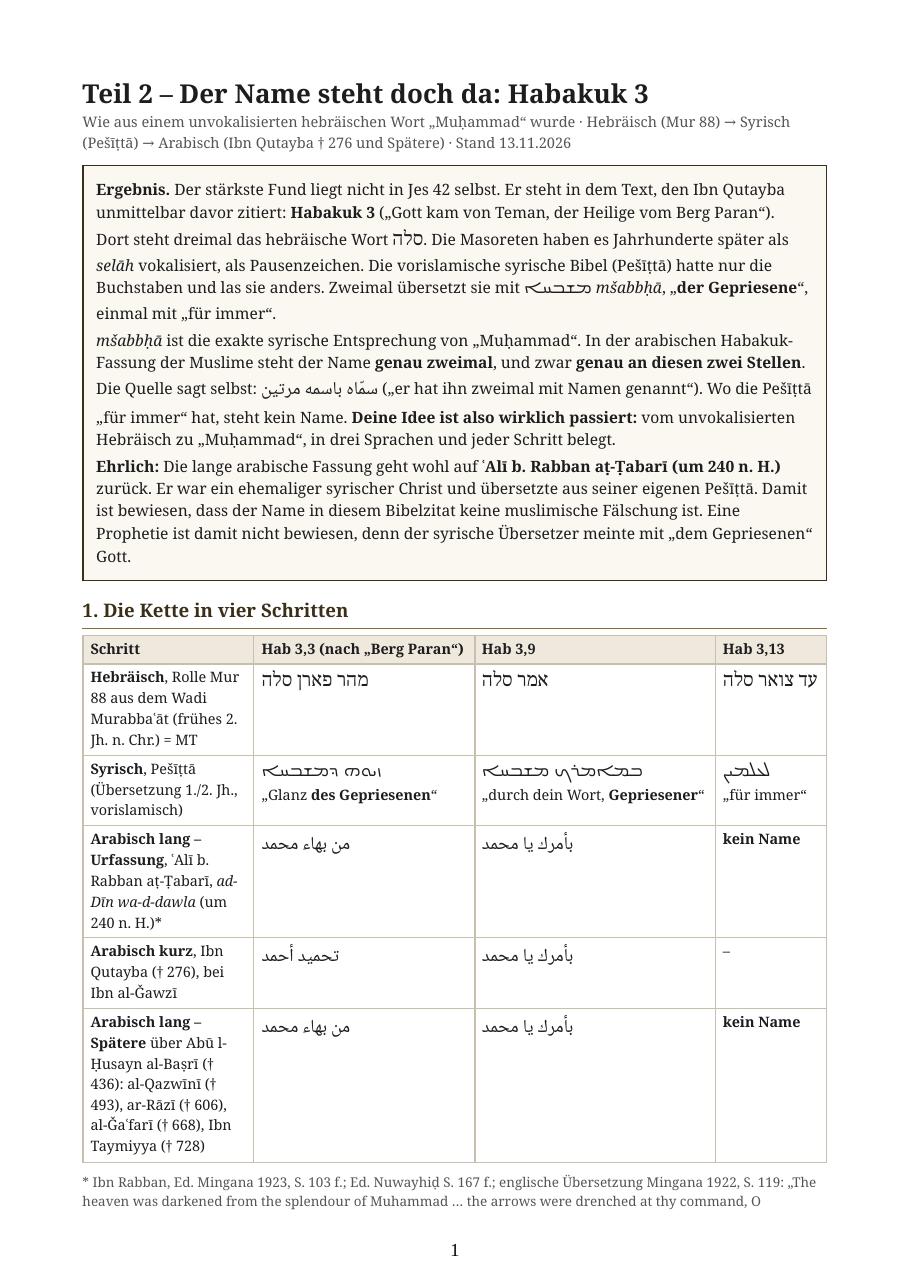 Teil 2 – Der Name steht doch da: Habakuk 3
Wie aus einem unvokalisierten hebräischen Wort „Muḥammad“ wurde · Hebräisch (Mur 88) → Syrisch
(Pešīṭtā) → Arabisch (Ibn Qutayba † 276 und Spätere) · Stand 13.11.2026
Ergebnis. Der stärkste Fund liegt nicht in Jes 42 selbst. Er steht in dem Text, den Ibn Qutayba
unmittelbar davor zitiert: Habakuk 3 („Gott kam von Teman, der Heilige vom Berg Paran“).
Dort steht dreimal das hebräische Wort סלה. Die Masoreten haben es Jahrhunderte später als
selāh vokalisiert, als Pausenzeichen. Die vorislamische syrische Bibel (Pešīṭtā) hatte nur die
Buchstaben und las sie anders. Zweimal übersetzt sie mit ܡܫܒܚܐ mšabbḥā, „der Gepriesene“,
einmal mit „für immer“.
mšabbḥā ist die exakte syrische Entsprechung von „Muḥammad“. In der arabischen Habakuk-
Fassung der Muslime steht der Name genau zweimal, und zwar genau an diesen zwei Stellen.
Die Quelle sagt selbst: سمّاه باسمه مرتين („er hat ihn zweimal mit Namen genannt“). Wo die Pešīṭtā
„für immer“ hat, steht kein Name. Deine Idee ist also wirklich passiert: vom unvokalisierten
Hebräisch zu „Muḥammad“, in drei Sprachen und jeder Schritt belegt.
Ehrlich: Die lange arabische Fassung geht wohl auf ʿAlī b. Rabban aṭ-Ṭabarī (um 240 n. H.)
zurück. Er war ein ehemaliger syrischer Christ und übersetzte aus seiner eigenen Pešīṭtā. Damit
ist bewiesen, dass der Name in diesem Bibelzitat keine muslimische Fälschung ist. Eine
Prophetie ist damit nicht bewiesen, denn der syrische Übersetzer meinte mit „dem Gepriesenen“
Gott.
1. Die Kette in vier Schritten
Schritt Hab 3,3 (nach „Berg Paran“) Hab 3,9 Hab 3,13
Hebräisch, Rolle Mur מהר פארן סלה אמר סלה עד צואר סלה
88 aus dem Wadi
Murabbaʿāt (frühes 2.
Jh. n. Chr.) = MT
Syrisch, Pešīṭtā ܙܝܘܗ ܕܡܫܒܚܐ ܒܡܐܡܪܟ ܡܫܒܚܐ ܠܥܠܡܝܢ
(Übersetzung 1./2. Jh., „Glanz des Gepriesenen“ „durch dein Wort, Gepriesener“ „für immer“
vorislamisch)
Arabisch lang – من بهاء محمد بأمرك يا محمد kein Name
Urfassung, ʿAlī b.
Rabban aṭ-Ṭabarī, ad-
Dīn wa-d-dawla (um
240 n. H.)*
Arabisch kurz, Ibn تحميد أحمد بأمرك يا محمد –
Qutayba († 276), bei
Ibn al-Ǧawzī
Arabisch lang – من بهاء محمد بأمرك يا محمد kein Name
Spätere über Abū l-
Ḥusayn al-Baṣrī (†
436): al-Qazwīnī (†
493), ar-Rāzī († 606),
al-Ǧaʿfarī († 668), Ibn
Taymiyya († 728)
* Ibn Rabban, Ed. Mingana 1923, S. 103 f.; Ed. Nuwayhiḍ S. 167 f.; englische Übersetzung Mingana 1922, S. 119: „The
heaven was darkened from the splendour of Muhammad … the arrows were drenched at thy command, O
1